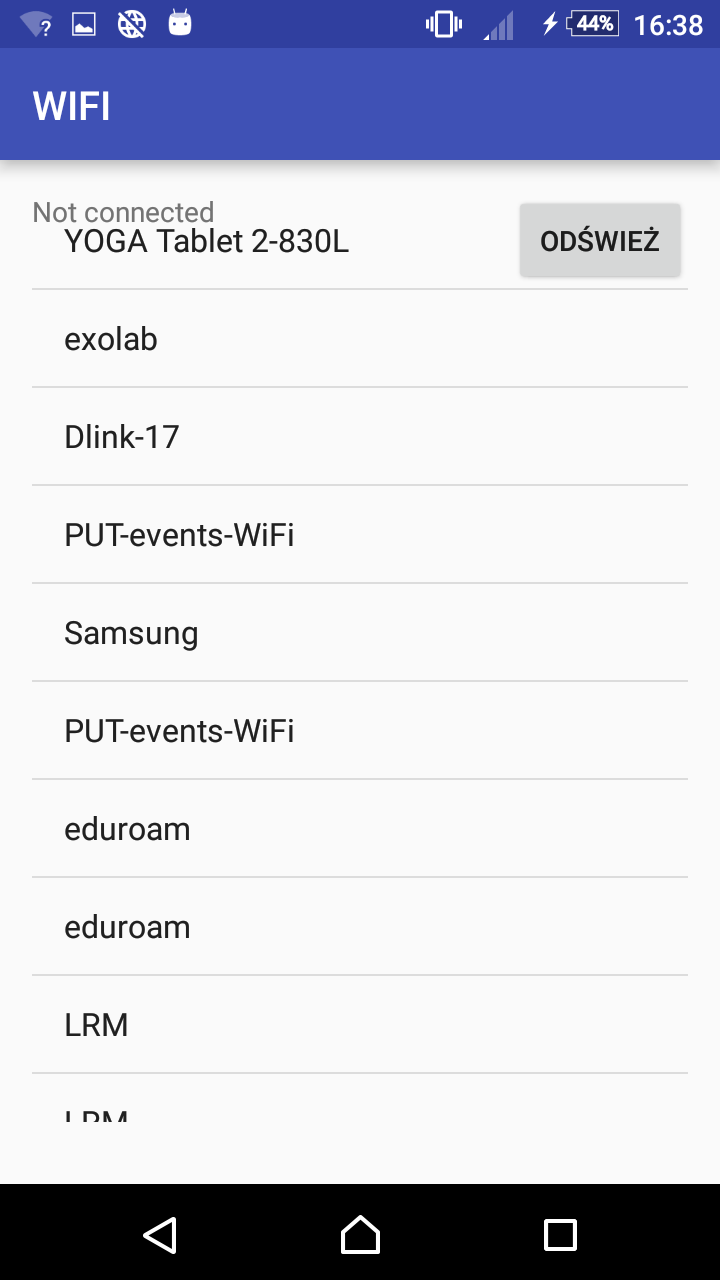 44% 16:38
WIFI
Not connected
YOGA Tablet 2-830L
ODŚWIEŻ
exolab
Dlink-17
PUT-events-WiFi
Samsung
PUT-events-WiFi
eduroam
eduroam
LRM
LRM